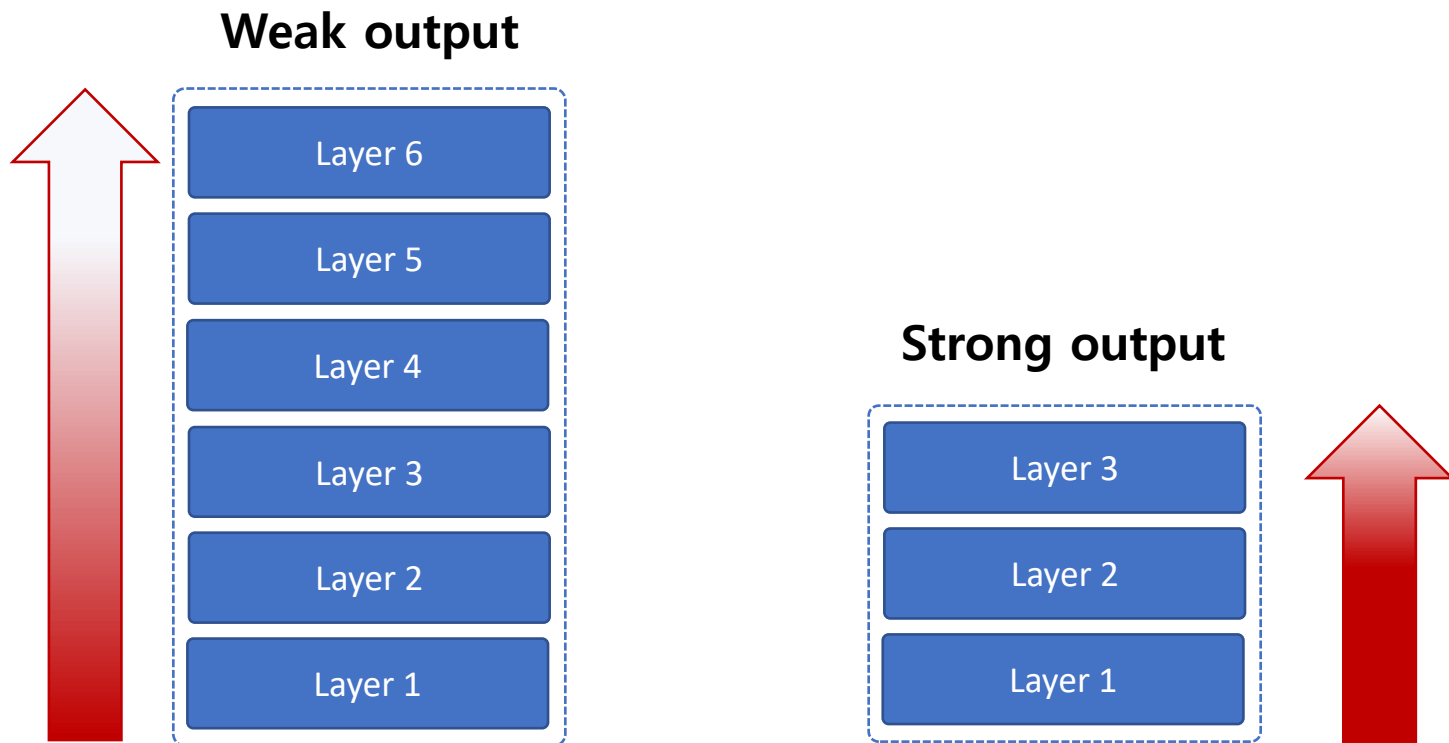 Weak output
Layer 6
Layer 5
Layer 4
Layer 3
Layer 2
Layer 1
Strong output
Layer 3
Layer 2
Layer 1